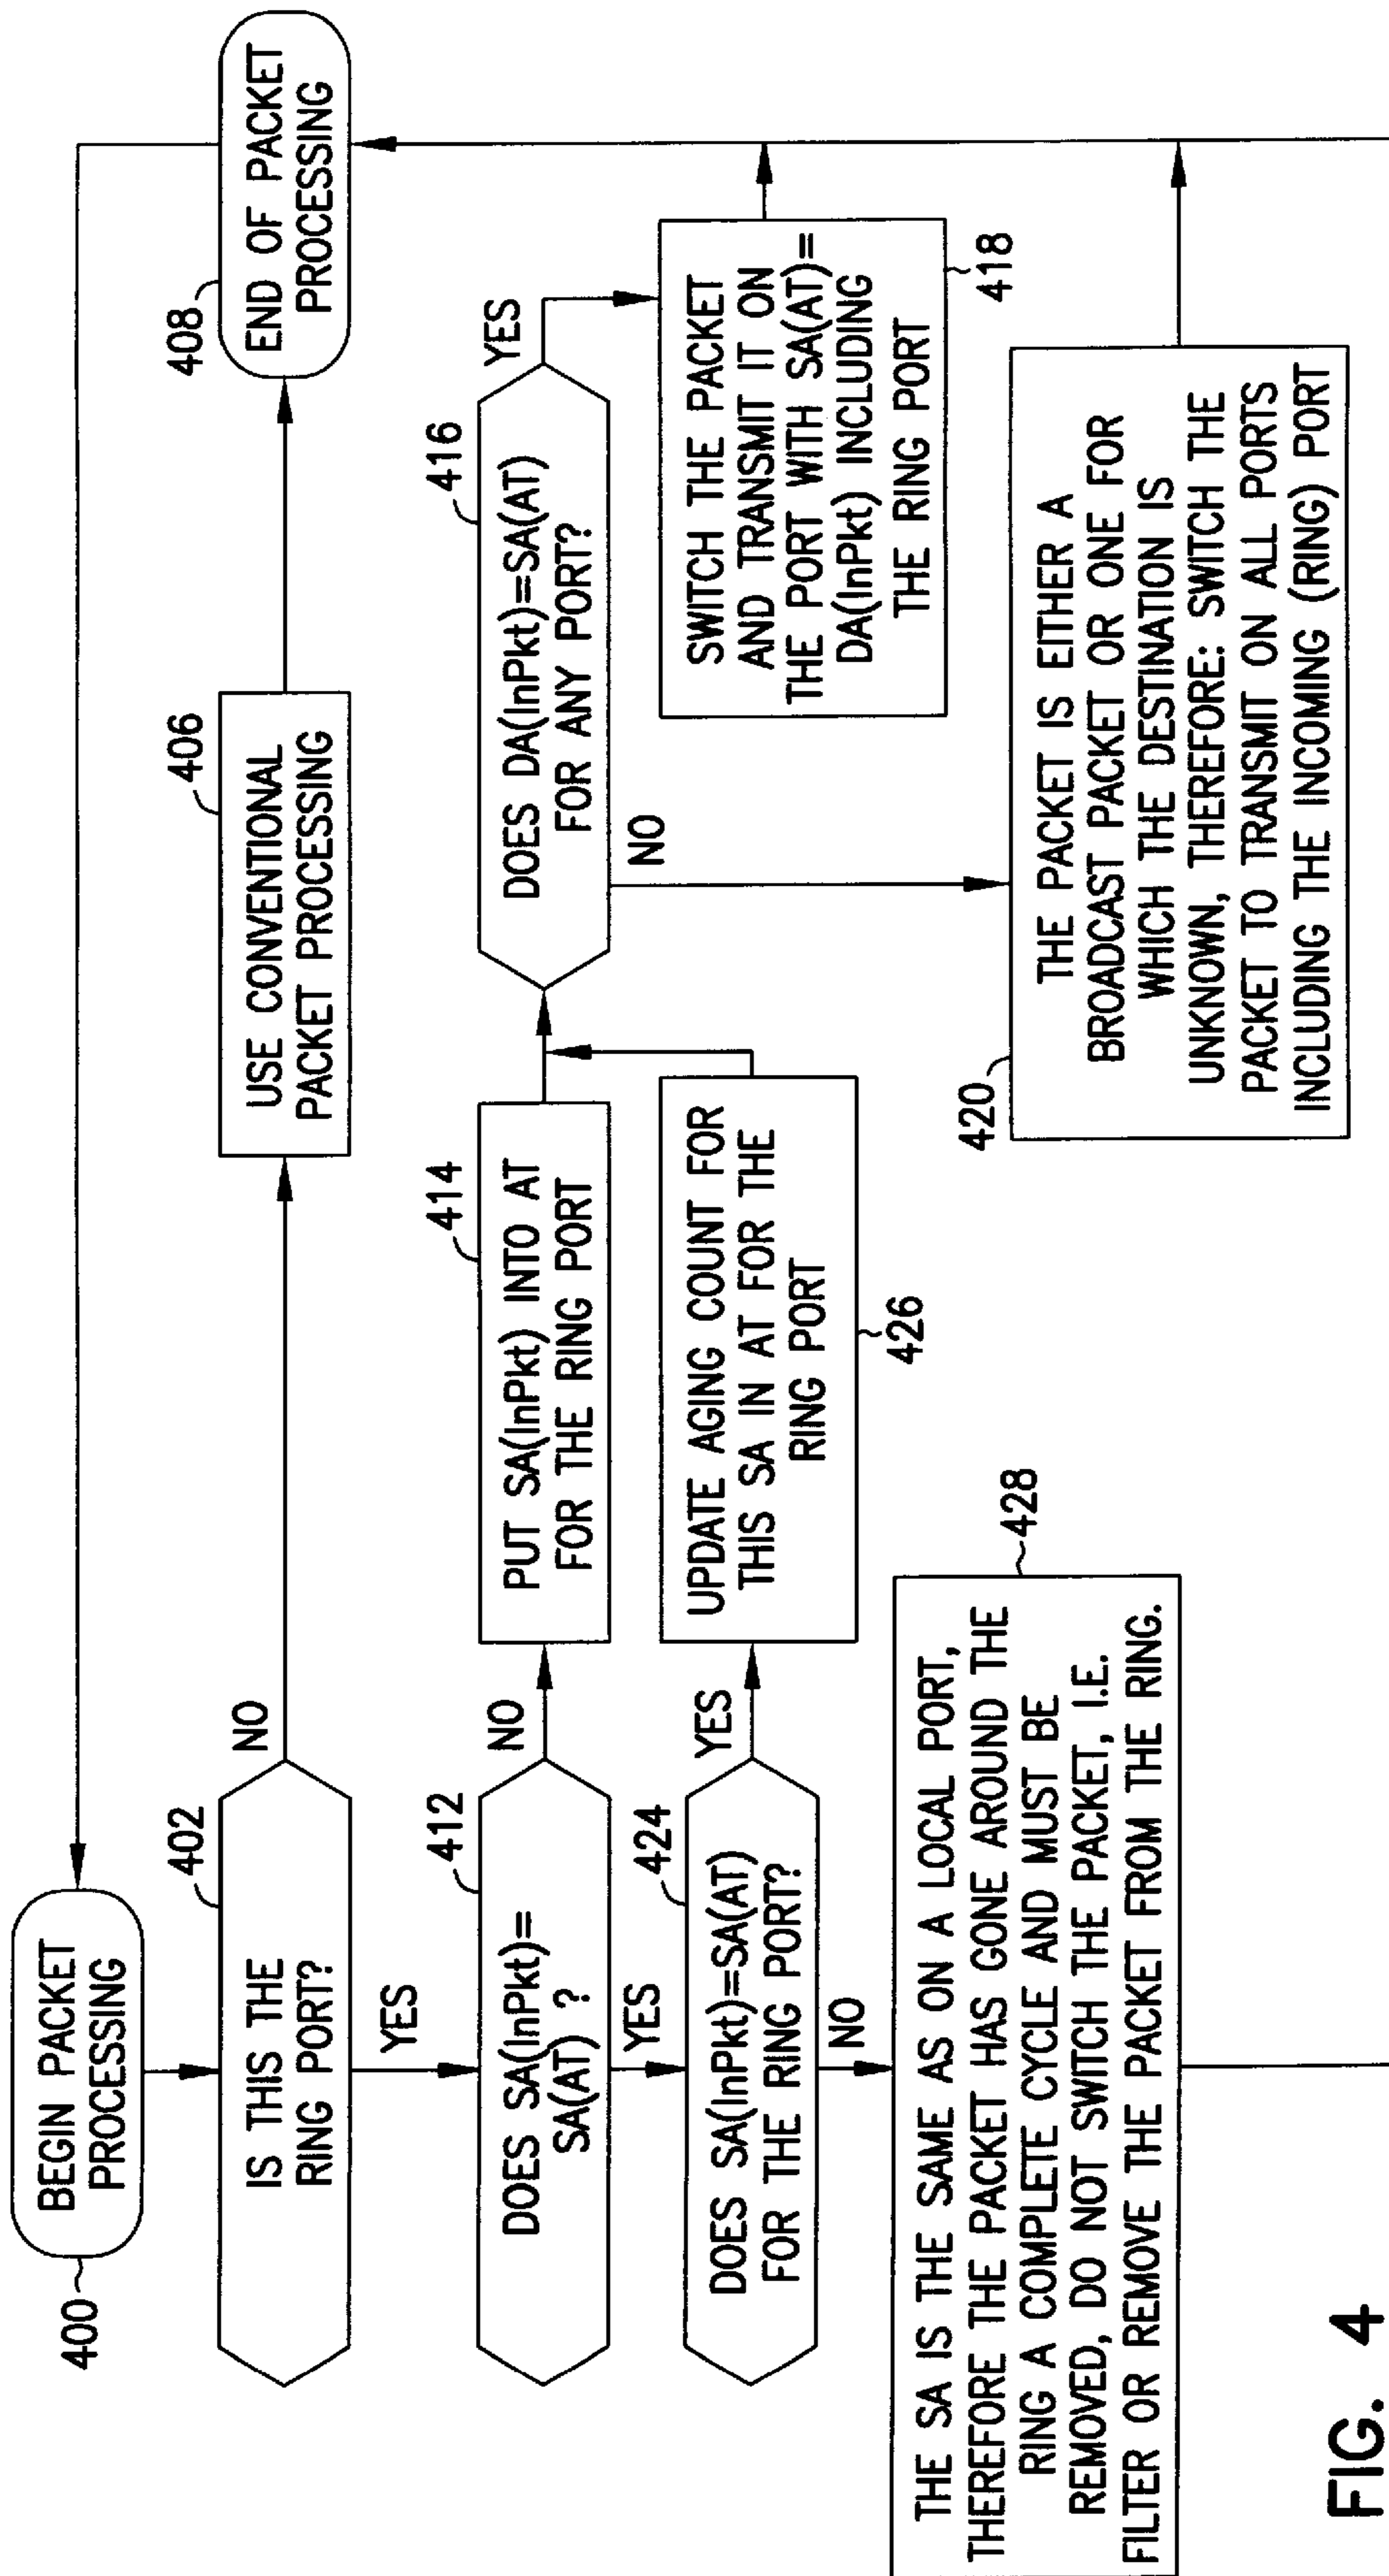 400
BEGIN PACKET
PROCESSING
402
IS THIS THE
RING PORT?
NO
YES
406
USE CONVENTIONAL
PACKET PROCESSING
408
END OF PACKET
PROCESSING
412
DOES SA(InPkt)=
SA(AT) ?
NO
YES
414
PUT SA(InPkt) INTO AT
FOR THE RING PORT
416
DOES DA(InPkt)=SA(AT)
FOR ANY PORT?
YES
NO
424
DOES SA(InPkt)=SA(AT)
FOR THE RING PORT?
YES
NO
UPDATE AGING COUNT FOR
THIS SA IN AT FOR THE
RING PORT
426
SWITCH THE PACKET
AND TRANSMIT IT ON
THE PORT WITH SA(AT)=
DA(InPkt) INCLUDING
THE RING PORT
418
428
THE SA IS THE SAME AS ON A LOCAL PORT,
THEREFORE THE PACKET HAS GONE AROUND THE
RING A COMPLETE CYCLE AND MUST BE
REMOVED, DO NOT SWITCH THE PACKET, I.E.
FILTER OR REMOVE THE PACKET FROM THE RING.
420
THE PACKET IS EITHER A
BROADCAST PACKET OR ONE FOR
WHICH THE DESTINATION IS
UNKNOWN, THEREFORE: SWITCH THE
PACKET TO TRANSMIT ON ALL PORTS
INCLUDING THE INCOMING (RING) PORT
FIG. 4